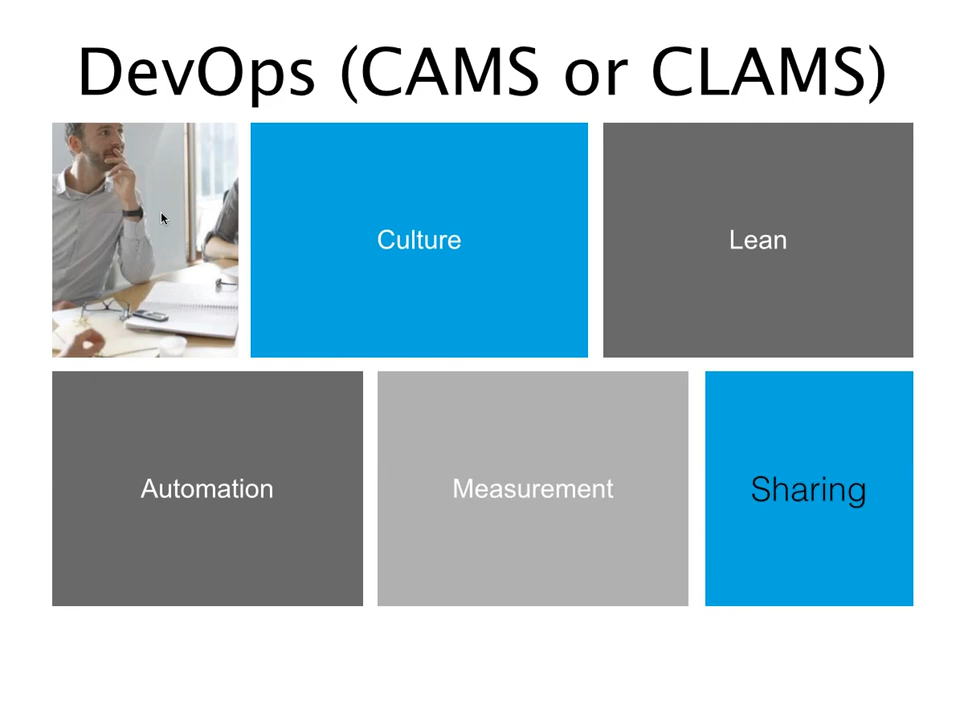 DevOps (CAMS or CLAMS)
Culture
Lean
Automation
Measurement
Sharing